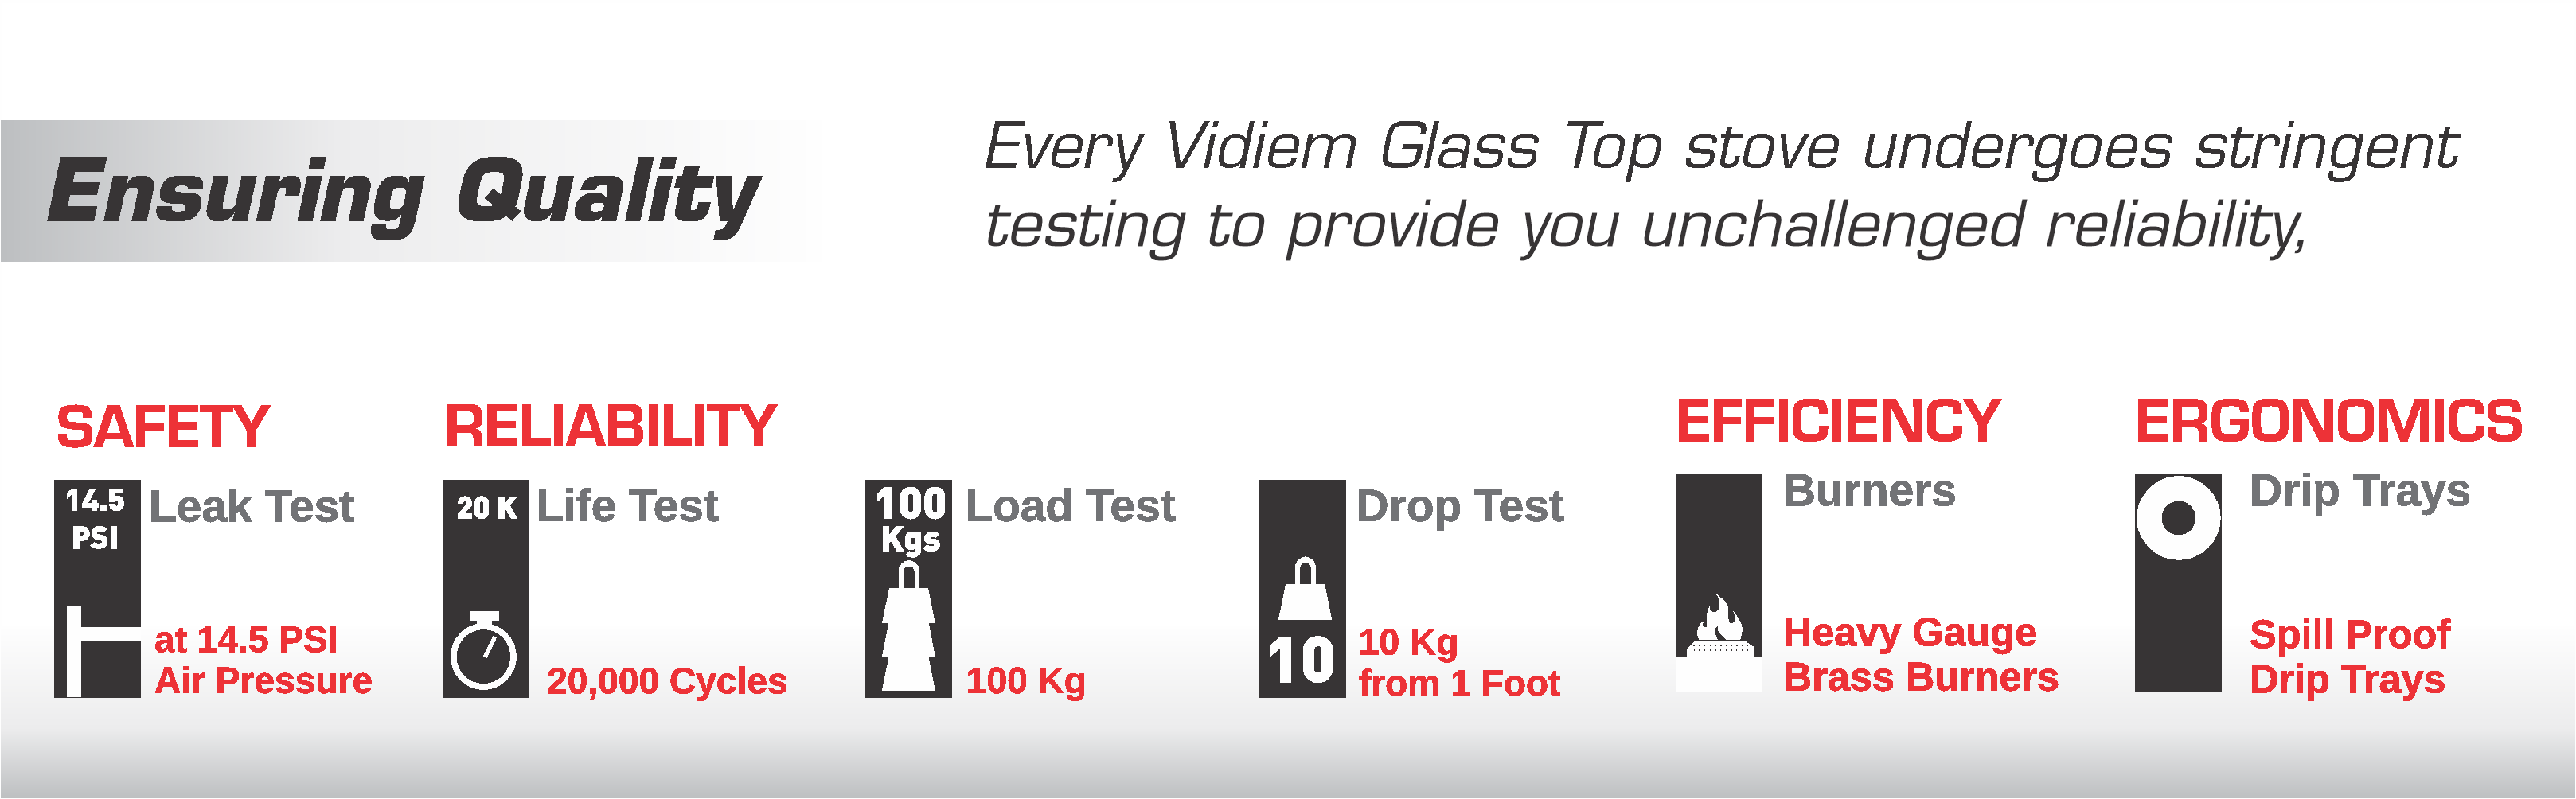 Ensuring Quality
Every Vidiem Glass Top stove undergoes stringent
testing to provide you unchallenged reliability,
SAFETY
14.5
PSI
Leak Test
at 14.5 PSI
Air Pressure
RELIABILITY
20 K
Life Test
20,000 Cycles
100
Kgs
Load Test
100 Kg
Drop Test
10
10 Kg
from 1 Foot
EFFICIENCY
Burners
Heavy Gauge
Brass Burners
ERGONOMICS
Drip Trays
Spill Proof
Drip Trays